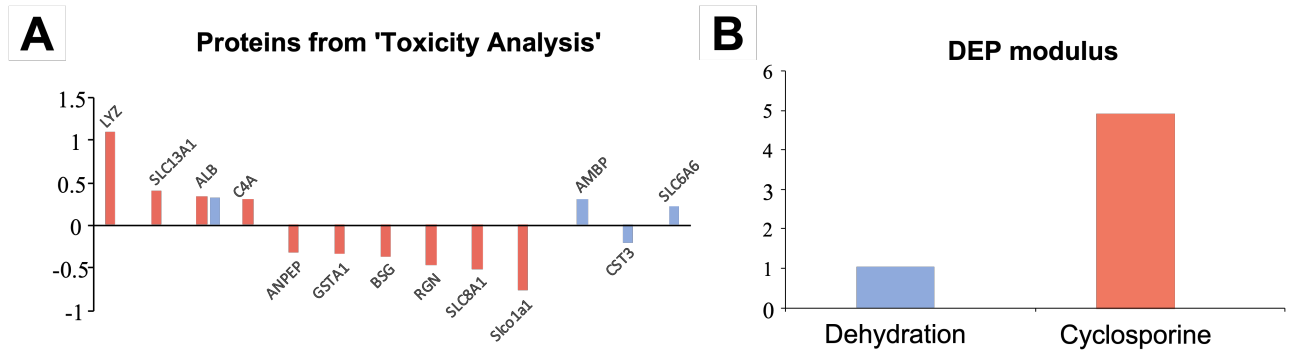 A
Proteins from 'Toxicity Analysis'
1.5
1
0.5
0
-0.5
-1
LYZ
SLC13A1
ALB
C4A
ANPEP
GSTA1
BSG
RGN
SLC8A1
Slco1a1
AMBP
CST3
SLC6A6
B
DEP modulus
6
5
4
3
2
1
0
Dehydration
Cyclosporine